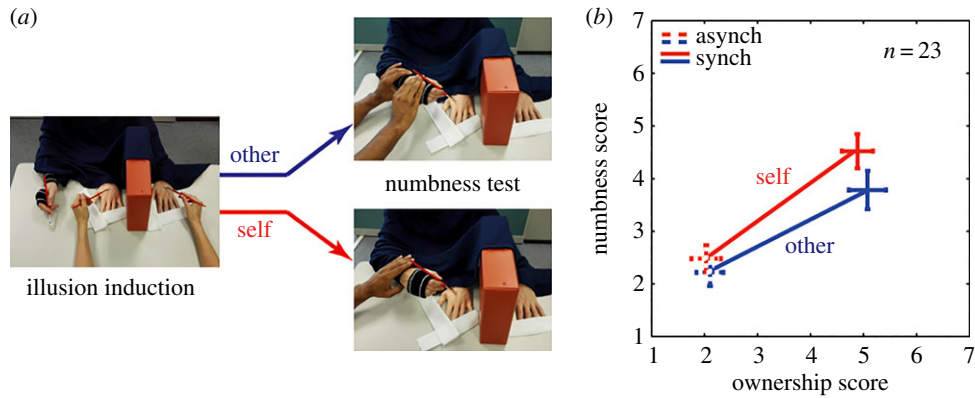 (a)
other
self
illusion induction
numbness test
(b)
asynch
synch
n = 23
self
other
numbness score
7
6
5
4
3
2
1
1 2 3 4 5 6 7
ownership score